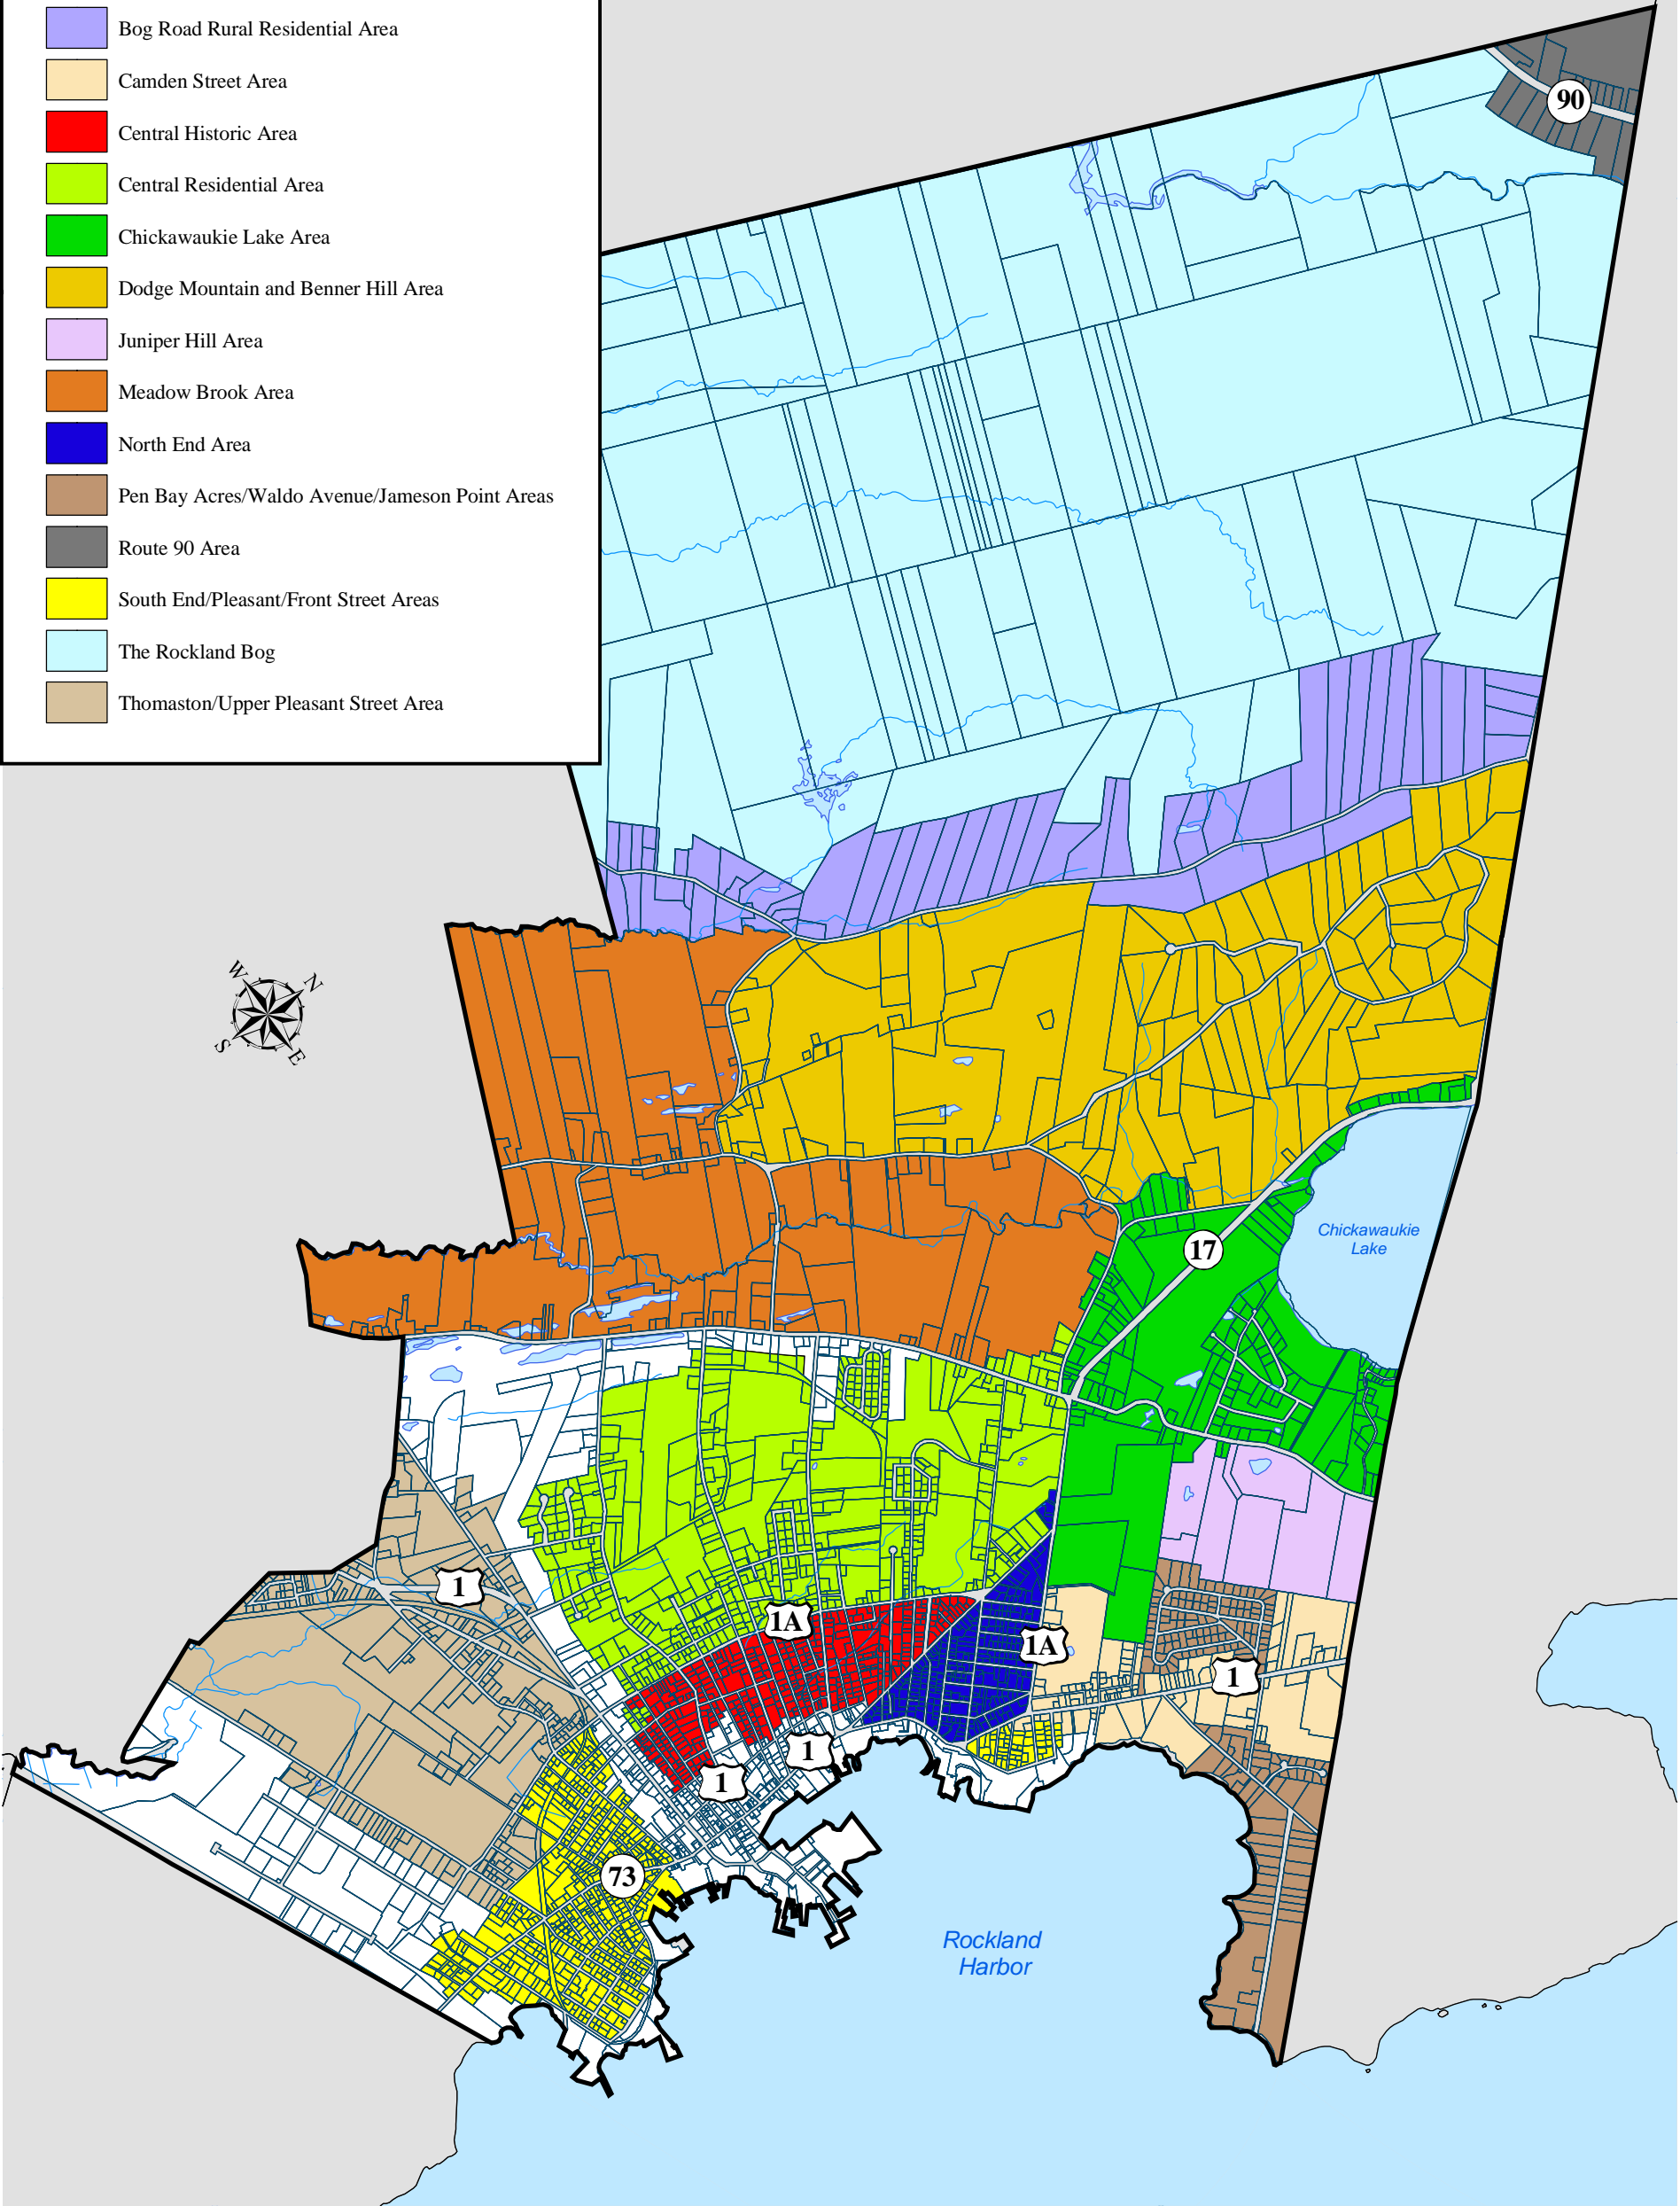 Bog Road Rural Residential Area
Camden Street Area
Central Historic Area
Central Residential Area
Chickawaukie Lake Area
Dodge Mountain and Benner Hill Area
Juniper Hill Area
Meadow Brook Area
North End Area
Pen Bay Acres/Waldo Avenue/Jameson Point Areas
Route 90 Area
South End/Pleasant/Front Street Areas
The Rockland Bog
Thomaston/Upper Pleasant Street Area
90
W
N
S
E
Chickawaukie
Lake
17
1
1A
1A
1
1
1
73
Rockland
Harbor